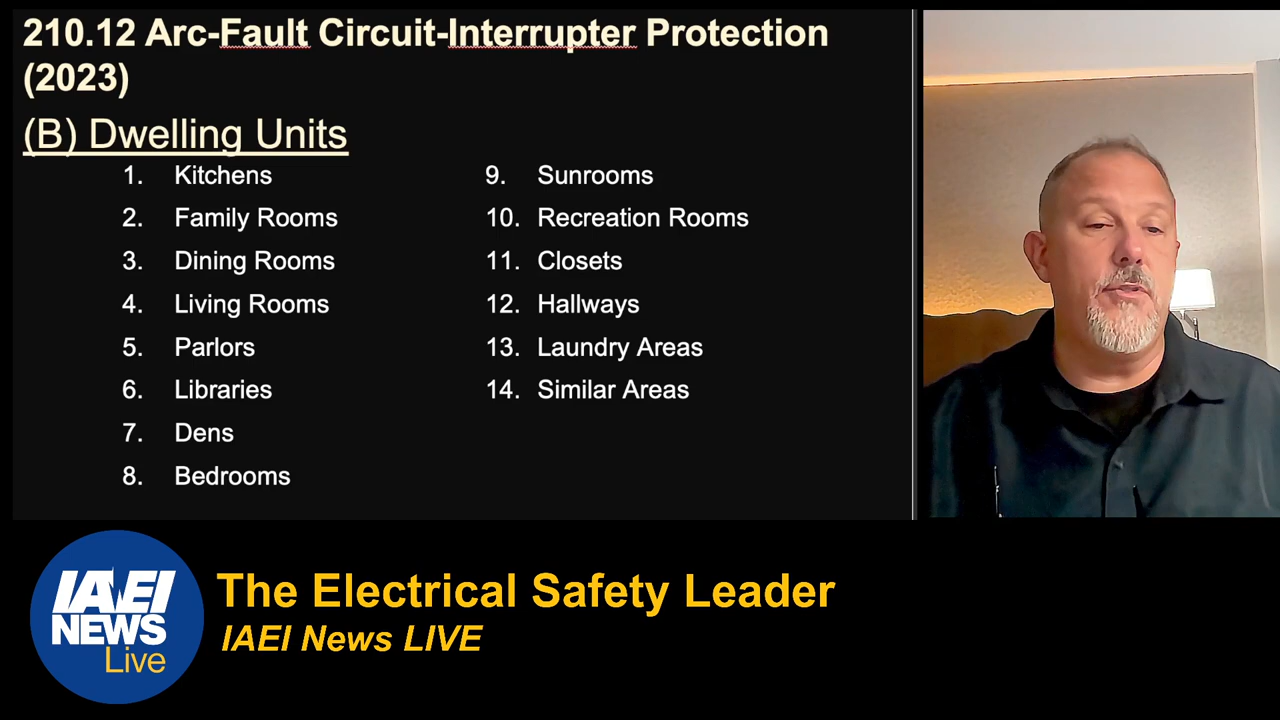 210.12 Arc-Fault Circuit-Interrupter Protection
(2023)
(B) Dwelling Units
1. Kitchens
2. Family Rooms
3. Dining Rooms
4. Living Rooms
5. Parlors
6. Libraries
7. Dens
8. Bedrooms
9. Sunrooms
10. Recreation Rooms
11. Closets
12. Hallways
13. Laundry Areas
14. Similar Areas
IAEI
NEWS
Live
The Electrical Safety Leader
IAEI News LIVE